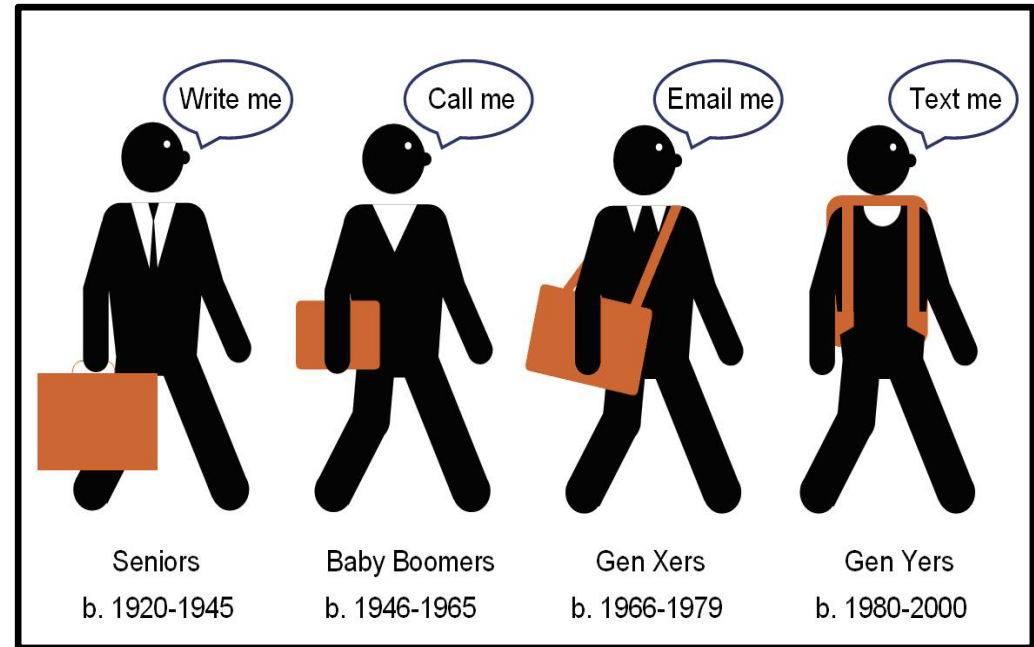 Write me
Call me
Email me
Text me
Seniors
b. 1920-1945
Baby Boomers
b. 1946-1965
Gen Xers
b. 1966-1979
Gen Yers
b. 1980-2000